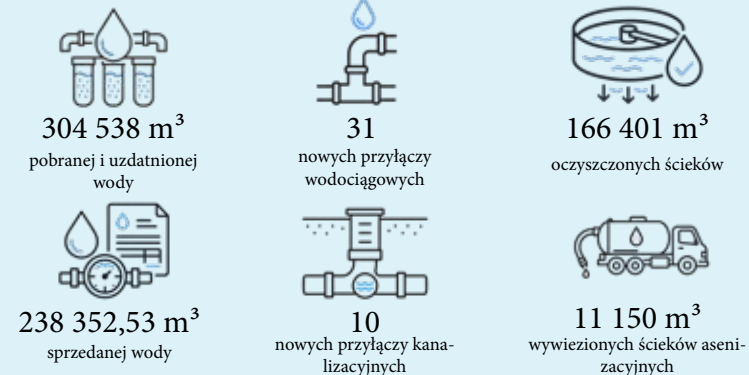 304 538 m³
pobranej i uzdatnionej
wody
31
nowych przyłączy
wodociągowych
166 401 m³
oczyszczonych ścieków
238 352,53 m³
sprzedanej wody
10
nowych przyłączy kana-
lizacyjnych
11 150 m³
wywiezionych ścieków aseni-
zacyjnych